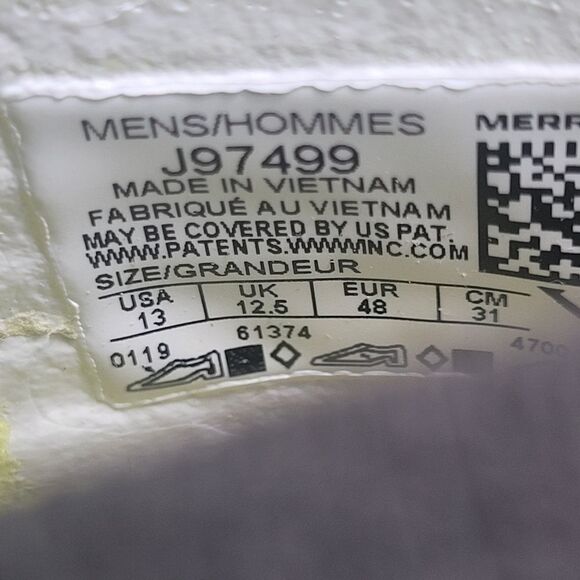 MENS/HOMMES
MERR
J97499
MADE IN VIETNAM
FABRIQUÉ AU VIETNAM
MAY BE COVERED BY US PAT.
WWW.PATENTS.WWWINC.COM
SIZE/GRANDEUR
USA UK EUR CM
13 12.5 48 31
61374
0119